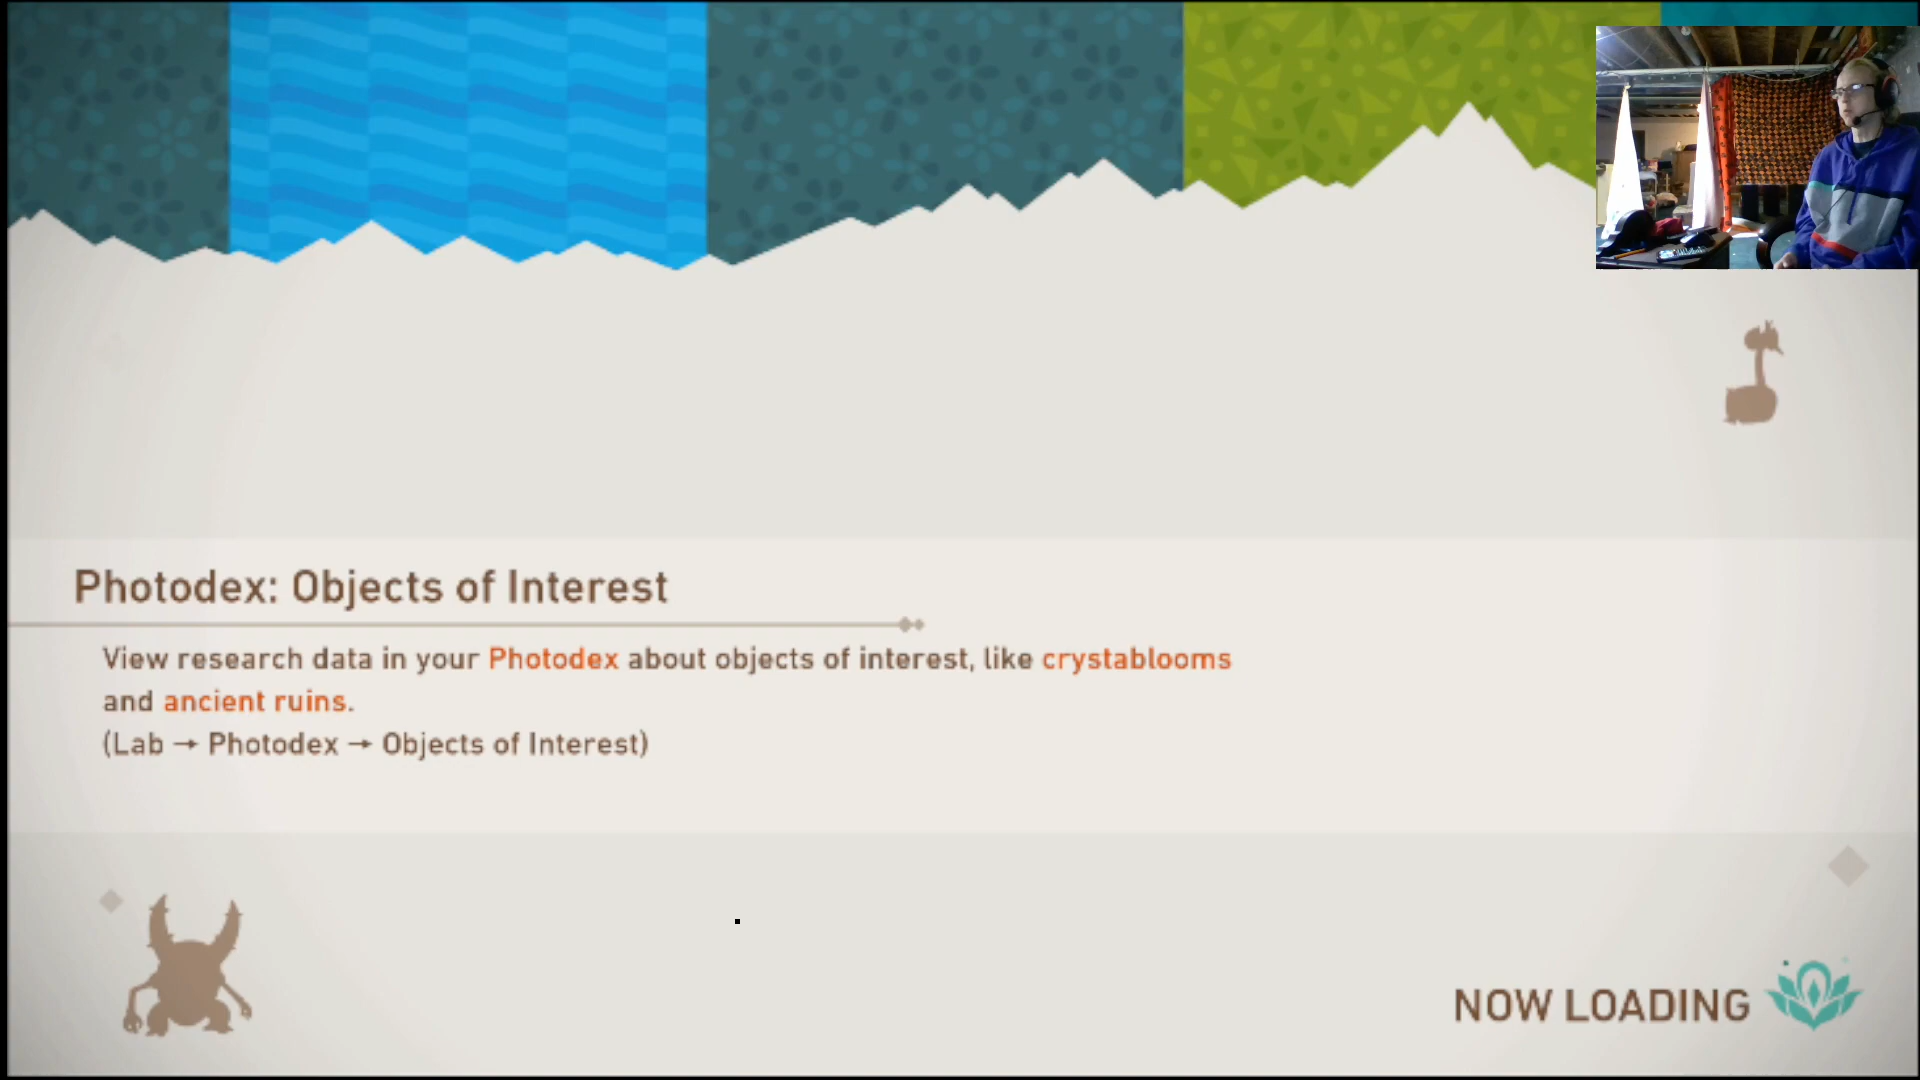 Photodex: Objects of Interest
View research data in your Photodex about objects of interest, like crystablooms
and ancient ruins.
(Lab → Photodex → Objects of Interest)
NOW LOADING